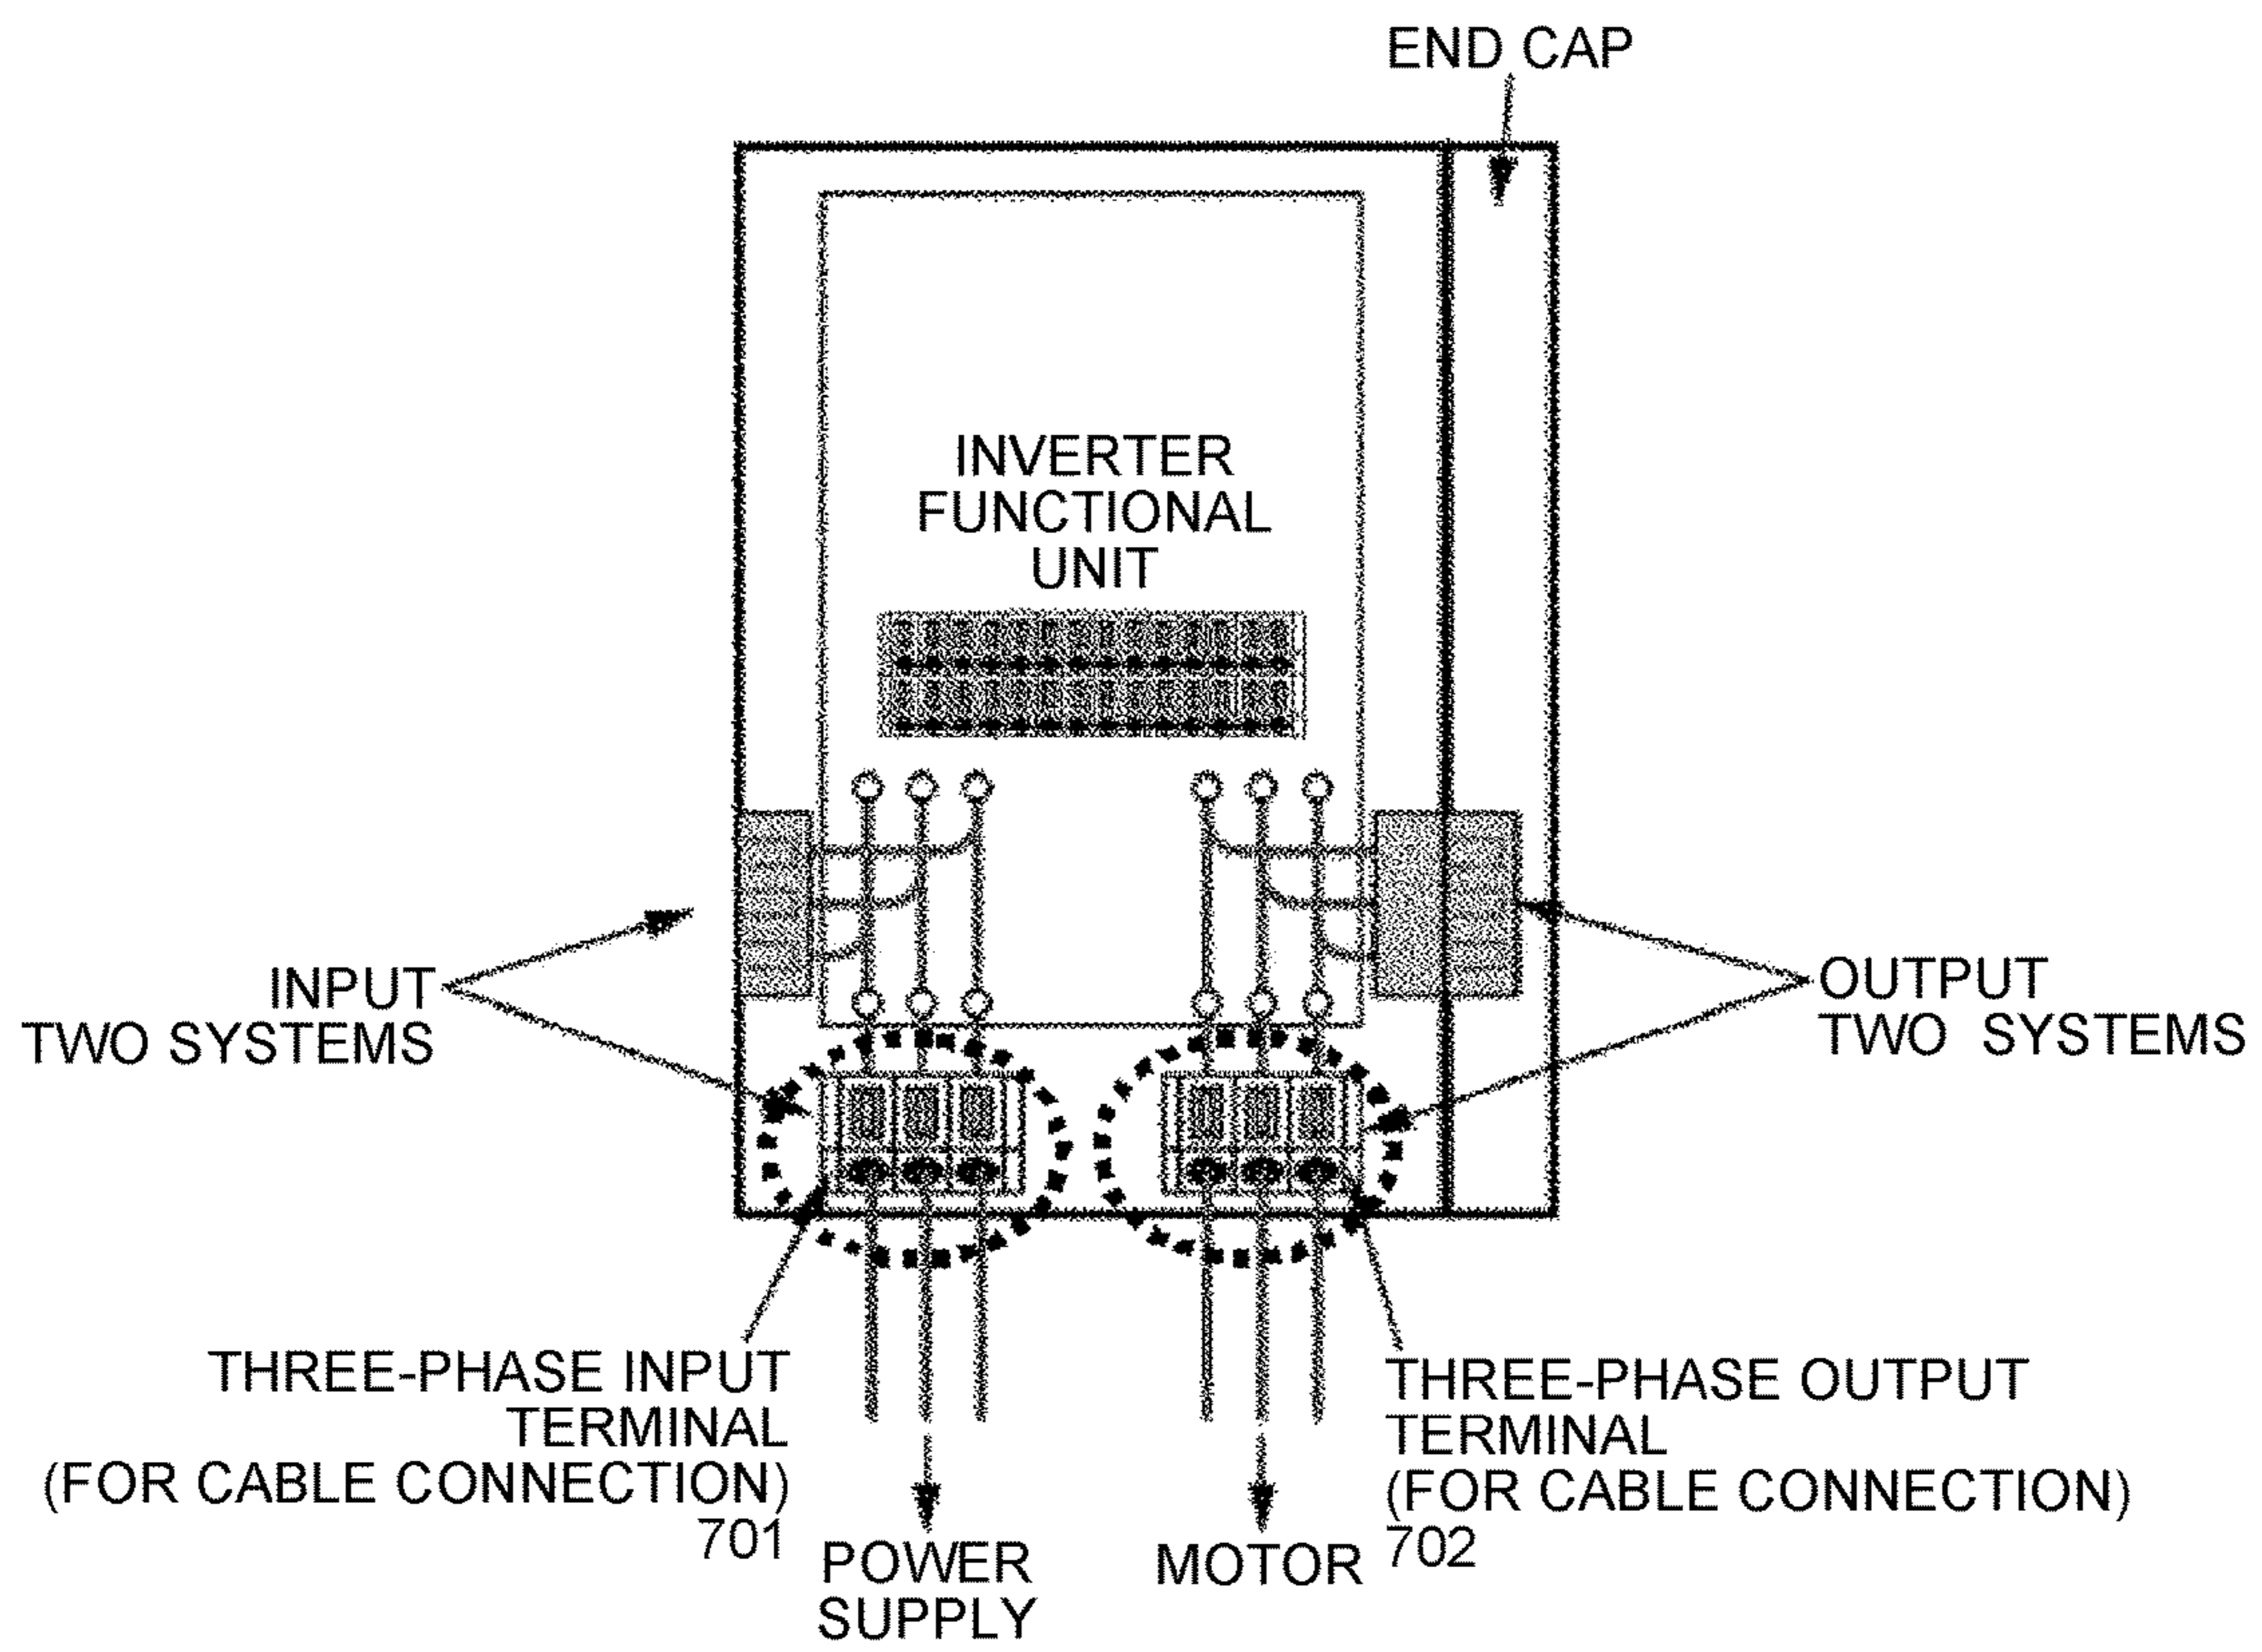 END CAP
INVERTER
FUNCTIONAL
UNIT
INPUT
TWO SYSTEMS
OUTPUT
TWO SYSTEMS
THREE-PHASE INPUT
TERMINAL
(FOR CABLE CONNECTION)
701
THREE-PHASE OUTPUT
TERMINAL
(FOR CABLE CONNECTION)
702
POWER
SUPPLY
MOTOR